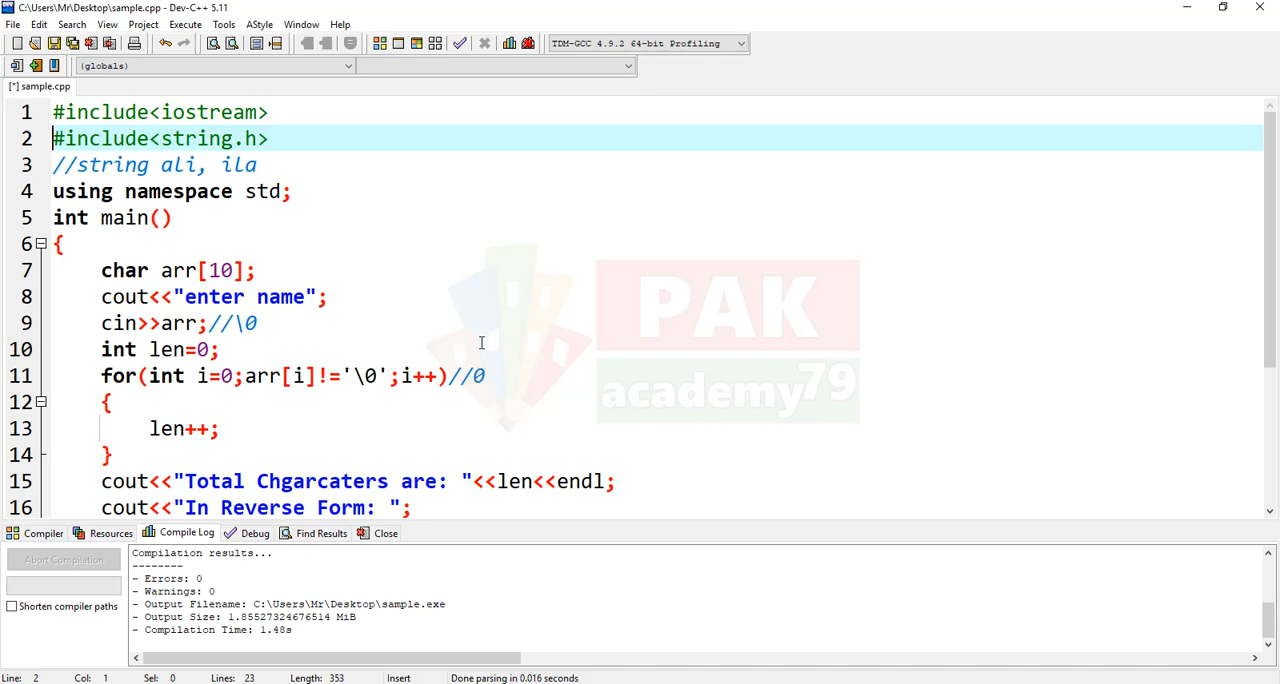 C:\Users\Mr\Desktop\sample.cpp - Dev-C++ 5.11
File Edit Search View Project Execute Tools AStyle Window Help
TDM-GCC 4.9.2 64-bit Profiling
(globals)
[*] sample.cpp
1 #include<iostream>
2 #include<string.h>
3 //string ali, ila
4 using namespace std;
5 int main()
6 {
7 char arr[10];
8 cout<<"enter name";
9 cin>>arr;//\0
10 int len=0;
11 for(int i=0;arr[i]!='\0';i++)//0
12 {
13 len++;
14 }
15 cout<<"Total Chgarcaters are: "<<len<<endl;
16 cout<<"In Reverse Form: ";
PAK
academy79
Compiler Resources Compile Log Debug Find Results Close
Abort Compilation
Shorten compiler paths
Compilation results...
--------
- Errors: 0
- Warnings: 0
- Output Filename: C:\Users\Mr\Desktop\sample.exe
- Output Size: 1.85527324676514 MiB
- Compilation Time: 1.48s
Line: 2 Col: 1 Sel: 0 Lines: 23 Length: 353 Insert Done parsing in 0.016 seconds